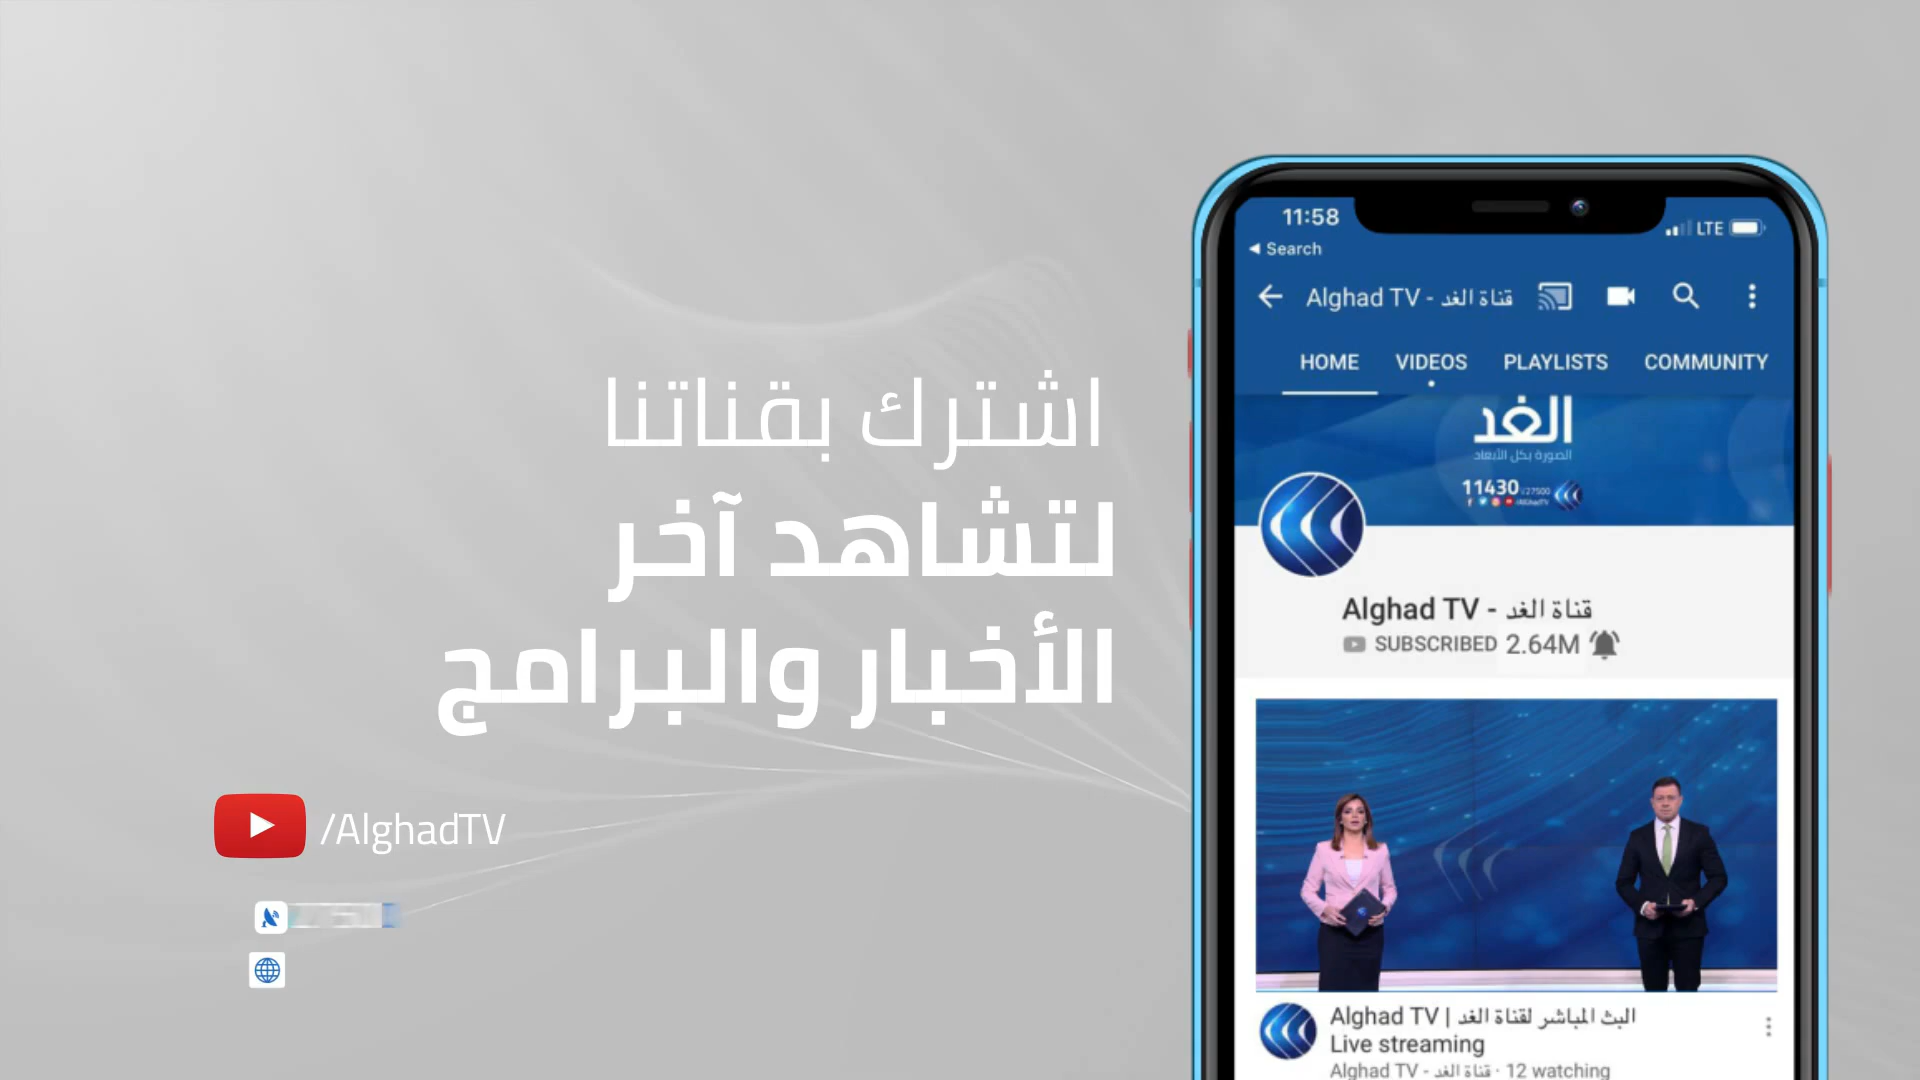 اشترك بقناتنا
لتشاهد آخر
الأخبار والبرامج
/AlghadTV
11:58
LTE
Search
Alghad TV - قناة الغد
HOME VIDEOS PLAYLISTS COMMUNITY
الغد
الصورة بكل الأبعاد
11430 27500
/AlGhadTV
Alghad TV - قناة الغد
SUBSCRIBED 2.64M
Alghad TV | البث المباشر لقناة الغد
Live streaming
Alghad TV - قناة الغد · 12 watching